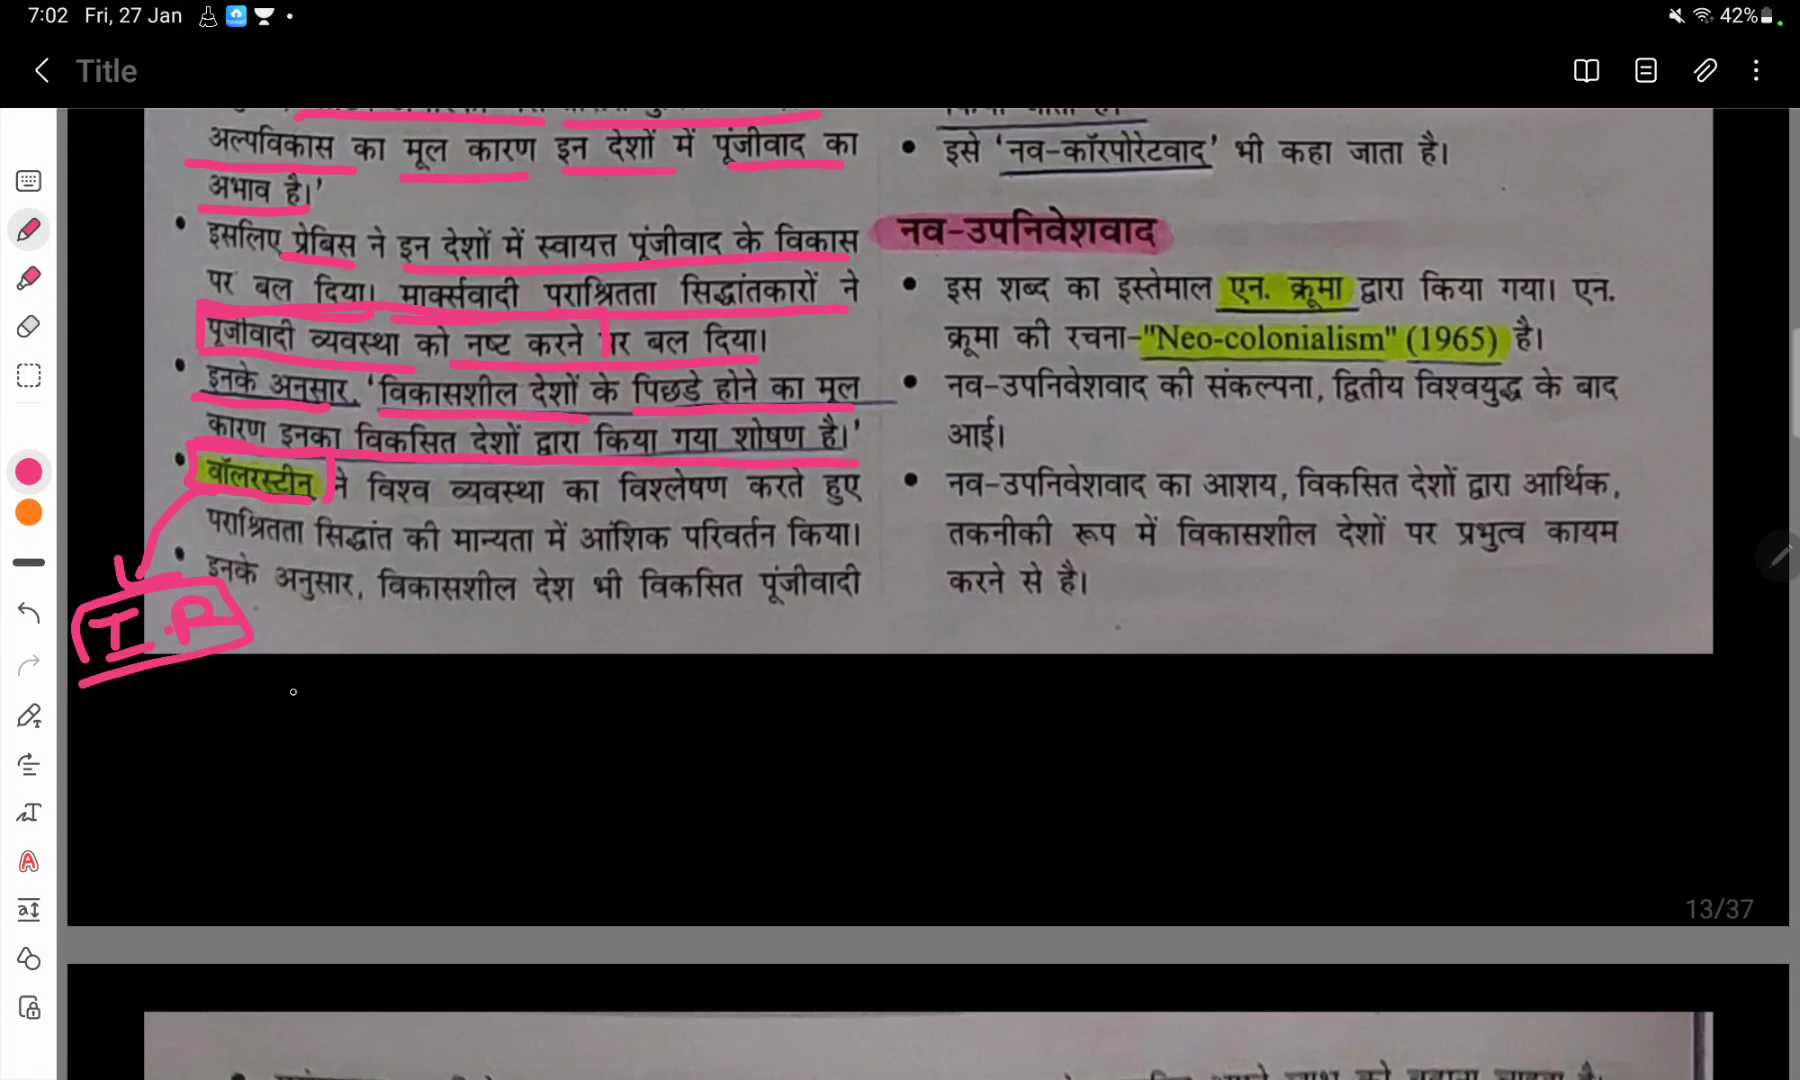 7:02 Fri, 27 Jan
42%
Title
अल्पविकास का मूल कारण इन देशों में पूंजीवाद का
अभाव है।'
• इसलिए प्रेबिस ने इन देशों में स्वायत्त पूंजीवाद के विकास
पर बल दिया। मार्क्सवादी पराश्रितता सिद्धांतकारों ने
पूंजीवादी व्यवस्था को नष्ट करने पर बल दिया।
• इनके अनुसार, 'विकासशील देशों के पिछडे होने का मूल
कारण इनका विकसित देशों द्वारा किया गया शोषण है।'
• वॉलरस्टीन ने विश्व व्यवस्था का विश्लेषण करते हुए
पराश्रितता सिद्धांत की मान्यता में आंशिक परिवर्तन किया।
• इनके अनुसार, विकासशील देश भी विकसित पूंजीवादी
I.R
• इसे 'नव-कॉरपोरेटवाद' भी कहा जाता है।
नव-उपनिवेशवाद
• इस शब्द का इस्तेमाल एन. क्रूमा द्वारा किया गया। एन.
क्रूमा की रचना-"Neo-colonialism" (1965) है।
• नव-उपनिवेशवाद की संकल्पना, द्वितीय विश्वयुद्ध के बाद
आई।
• नव-उपनिवेशवाद का आशय, विकसित देशों द्वारा आर्थिक,
तकनीकी रूप में विकासशील देशों पर प्रभुत्व कायम
करने से है।
13/37